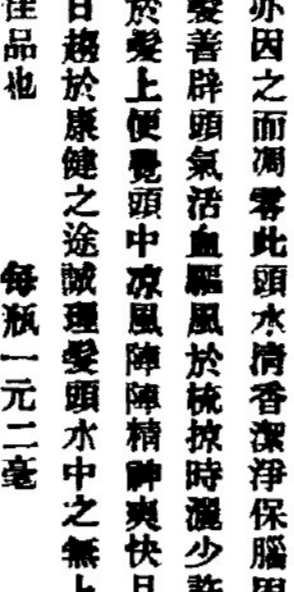 亦因之而凋零此頭水清香潔淨保腦固
髮善辟頭氣活血驅風於梳掠時灑少許
於髮上便覺頭中凉風陣陣精神爽快日
日趨於康健之途誠理髮頭水中之無上
佳品也 每瓶一元二毫